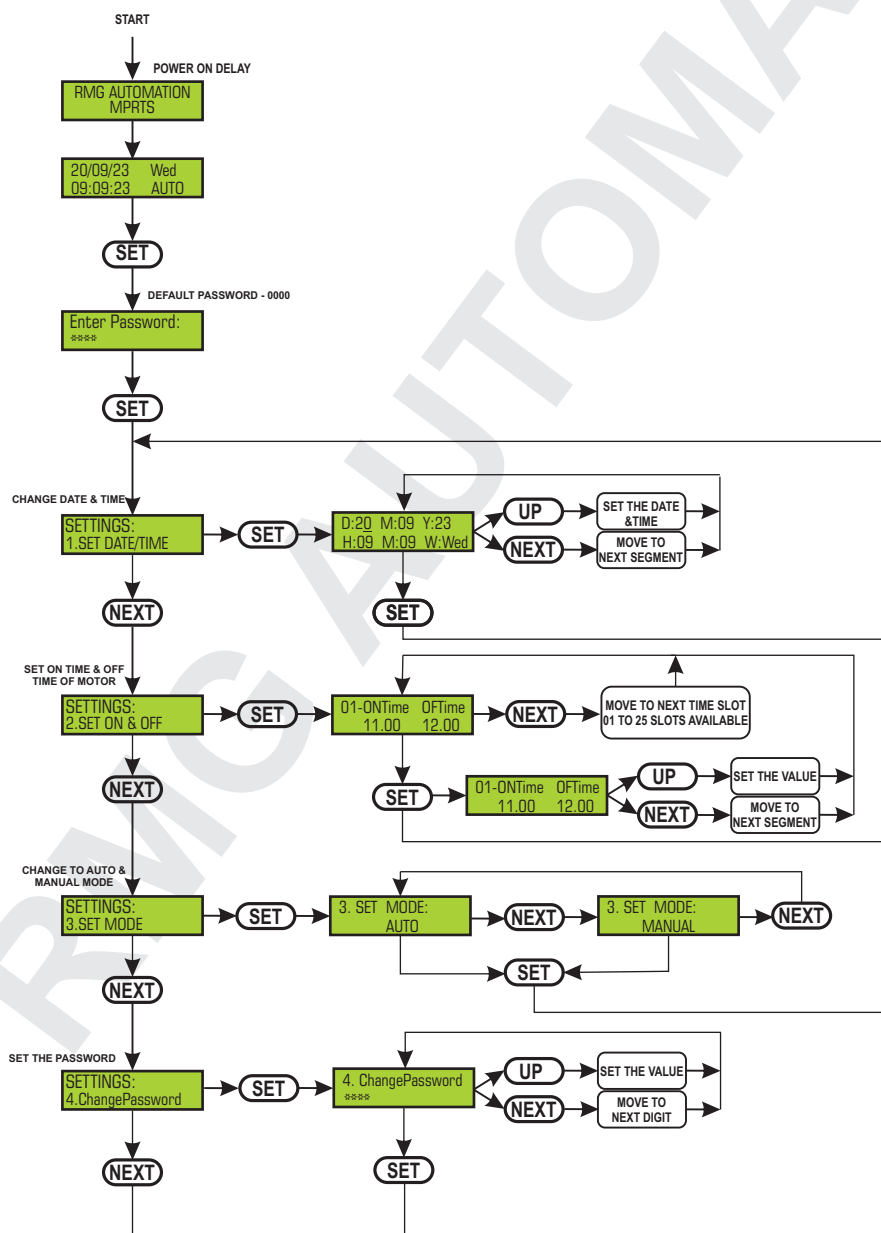 START
POWER ON DELAY
RMG AUTOMATION
MPRTS
20/09/23 Wed
09:09:23 AUTO
SET
DEFAULT PASSWORD - 0000
Enter Password:
****
SET
CHANGE DATE & TIME
SETTINGS:
1.SET DATE/TIME
SET
D:20 M:09 Y:23
H:09 M:09 W:Wed
UP
SET THE DATE
&TIME
NEXT
MOVE TO
NEXT SEGMENT
NEXT
SET
SET ON TIME & OFF
TIME OF MOTOR
SETTINGS:
2.SET ON & OFF
SET
01-ONTime OFTime
11.00 12.00
NEXT
MOVE TO NEXT TIME SLOT
01 TO 25 SLOTS AVAILABLE
NEXT
SET
01-ONTime OFTime
11.00 12.00
UP
SET THE VALUE
NEXT
MOVE TO
NEXT SEGMENT
CHANGE TO AUTO &
MANUAL MODE
SETTINGS:
3.SET MODE
SET
3. SET MODE:
AUTO
NEXT
3. SET MODE:
MANUAL
NEXT
SET
NEXT
SET THE PASSWORD
SETTINGS:
4.ChangePassword
SET
4. ChangePassword
****
UP
SET THE VALUE
NEXT
MOVE TO
NEXT DIGIT
NEXT
SET
RMG AUTOMA